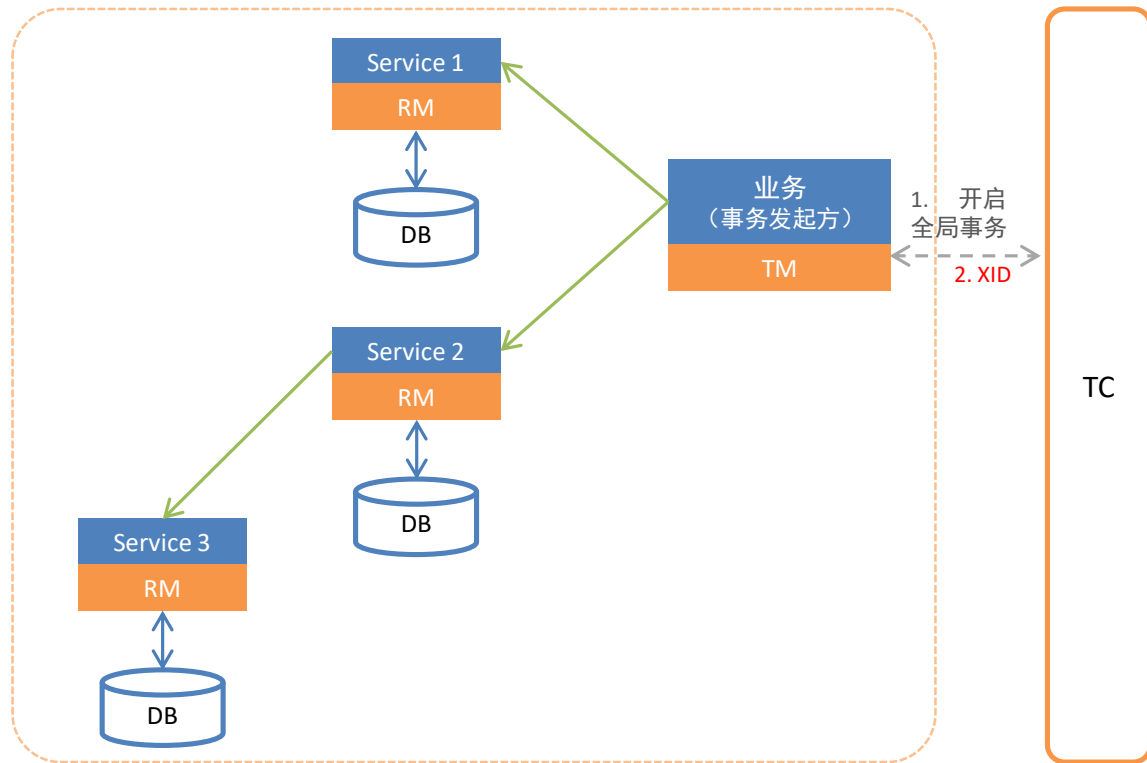 Service 1
RM
DB
业务
（事务发起方）
TM
1. 开启
全局事务
2. XID
TC
Service 2
RM
DB
Service 3
RM
DB